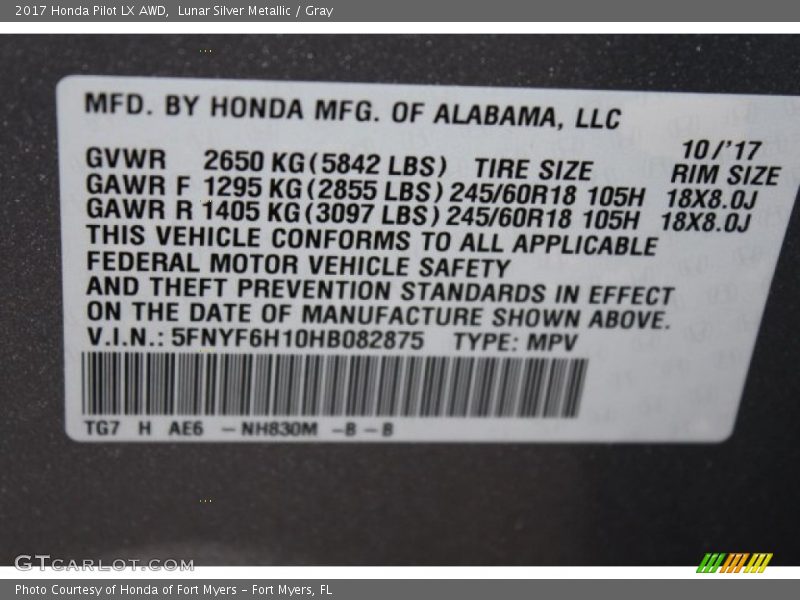 2017 Honda Pilot LX AWD,  Lunar Silver Metallic / Gray
MFD. BY HONDA MFG. OF ALABAMA, LLC
10/'17
GVWR 2650 KG(5842 LBS) TIRE SIZE RIM SIZE
GAWR F 1295 KG(2855 LBS) 245/60R18 105H 18X8.0J
GAWR R 1405 KG(3097 LBS) 245/60R18 105H 18X8.0J
THIS VEHICLE CONFORMS TO ALL APPLICABLE
FEDERAL MOTOR VEHICLE SAFETY
AND THEFT PREVENTION STANDARDS IN EFFECT
ON THE DATE OF MANUFACTURE SHOWN ABOVE.
V.I.N.: 5FNYF6H10HB082875 TYPE: MPV
TG7 H AE6 – NH830M – B – B
GTCARLOT.COM
Photo Courtesy of Honda of Fort Myers – Fort Myers, FL